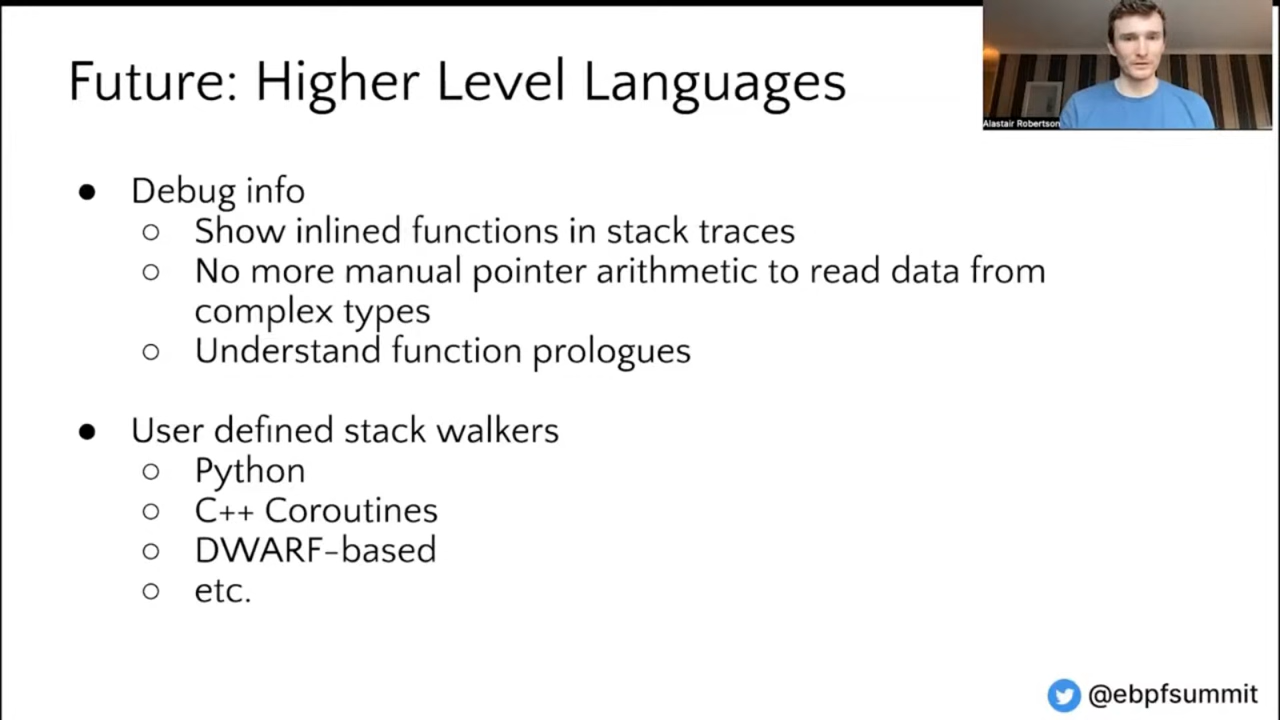 Future: Higher Level Languages
Alastair Robertson
● Debug info
○ Show inlined functions in stack traces
○ No more manual pointer arithmetic to read data from
complex types
○ Understand function prologues
● User defined stack walkers
○ Python
○ C++ Coroutines
○ DWARF-based
○ etc.
@ebpfsummit